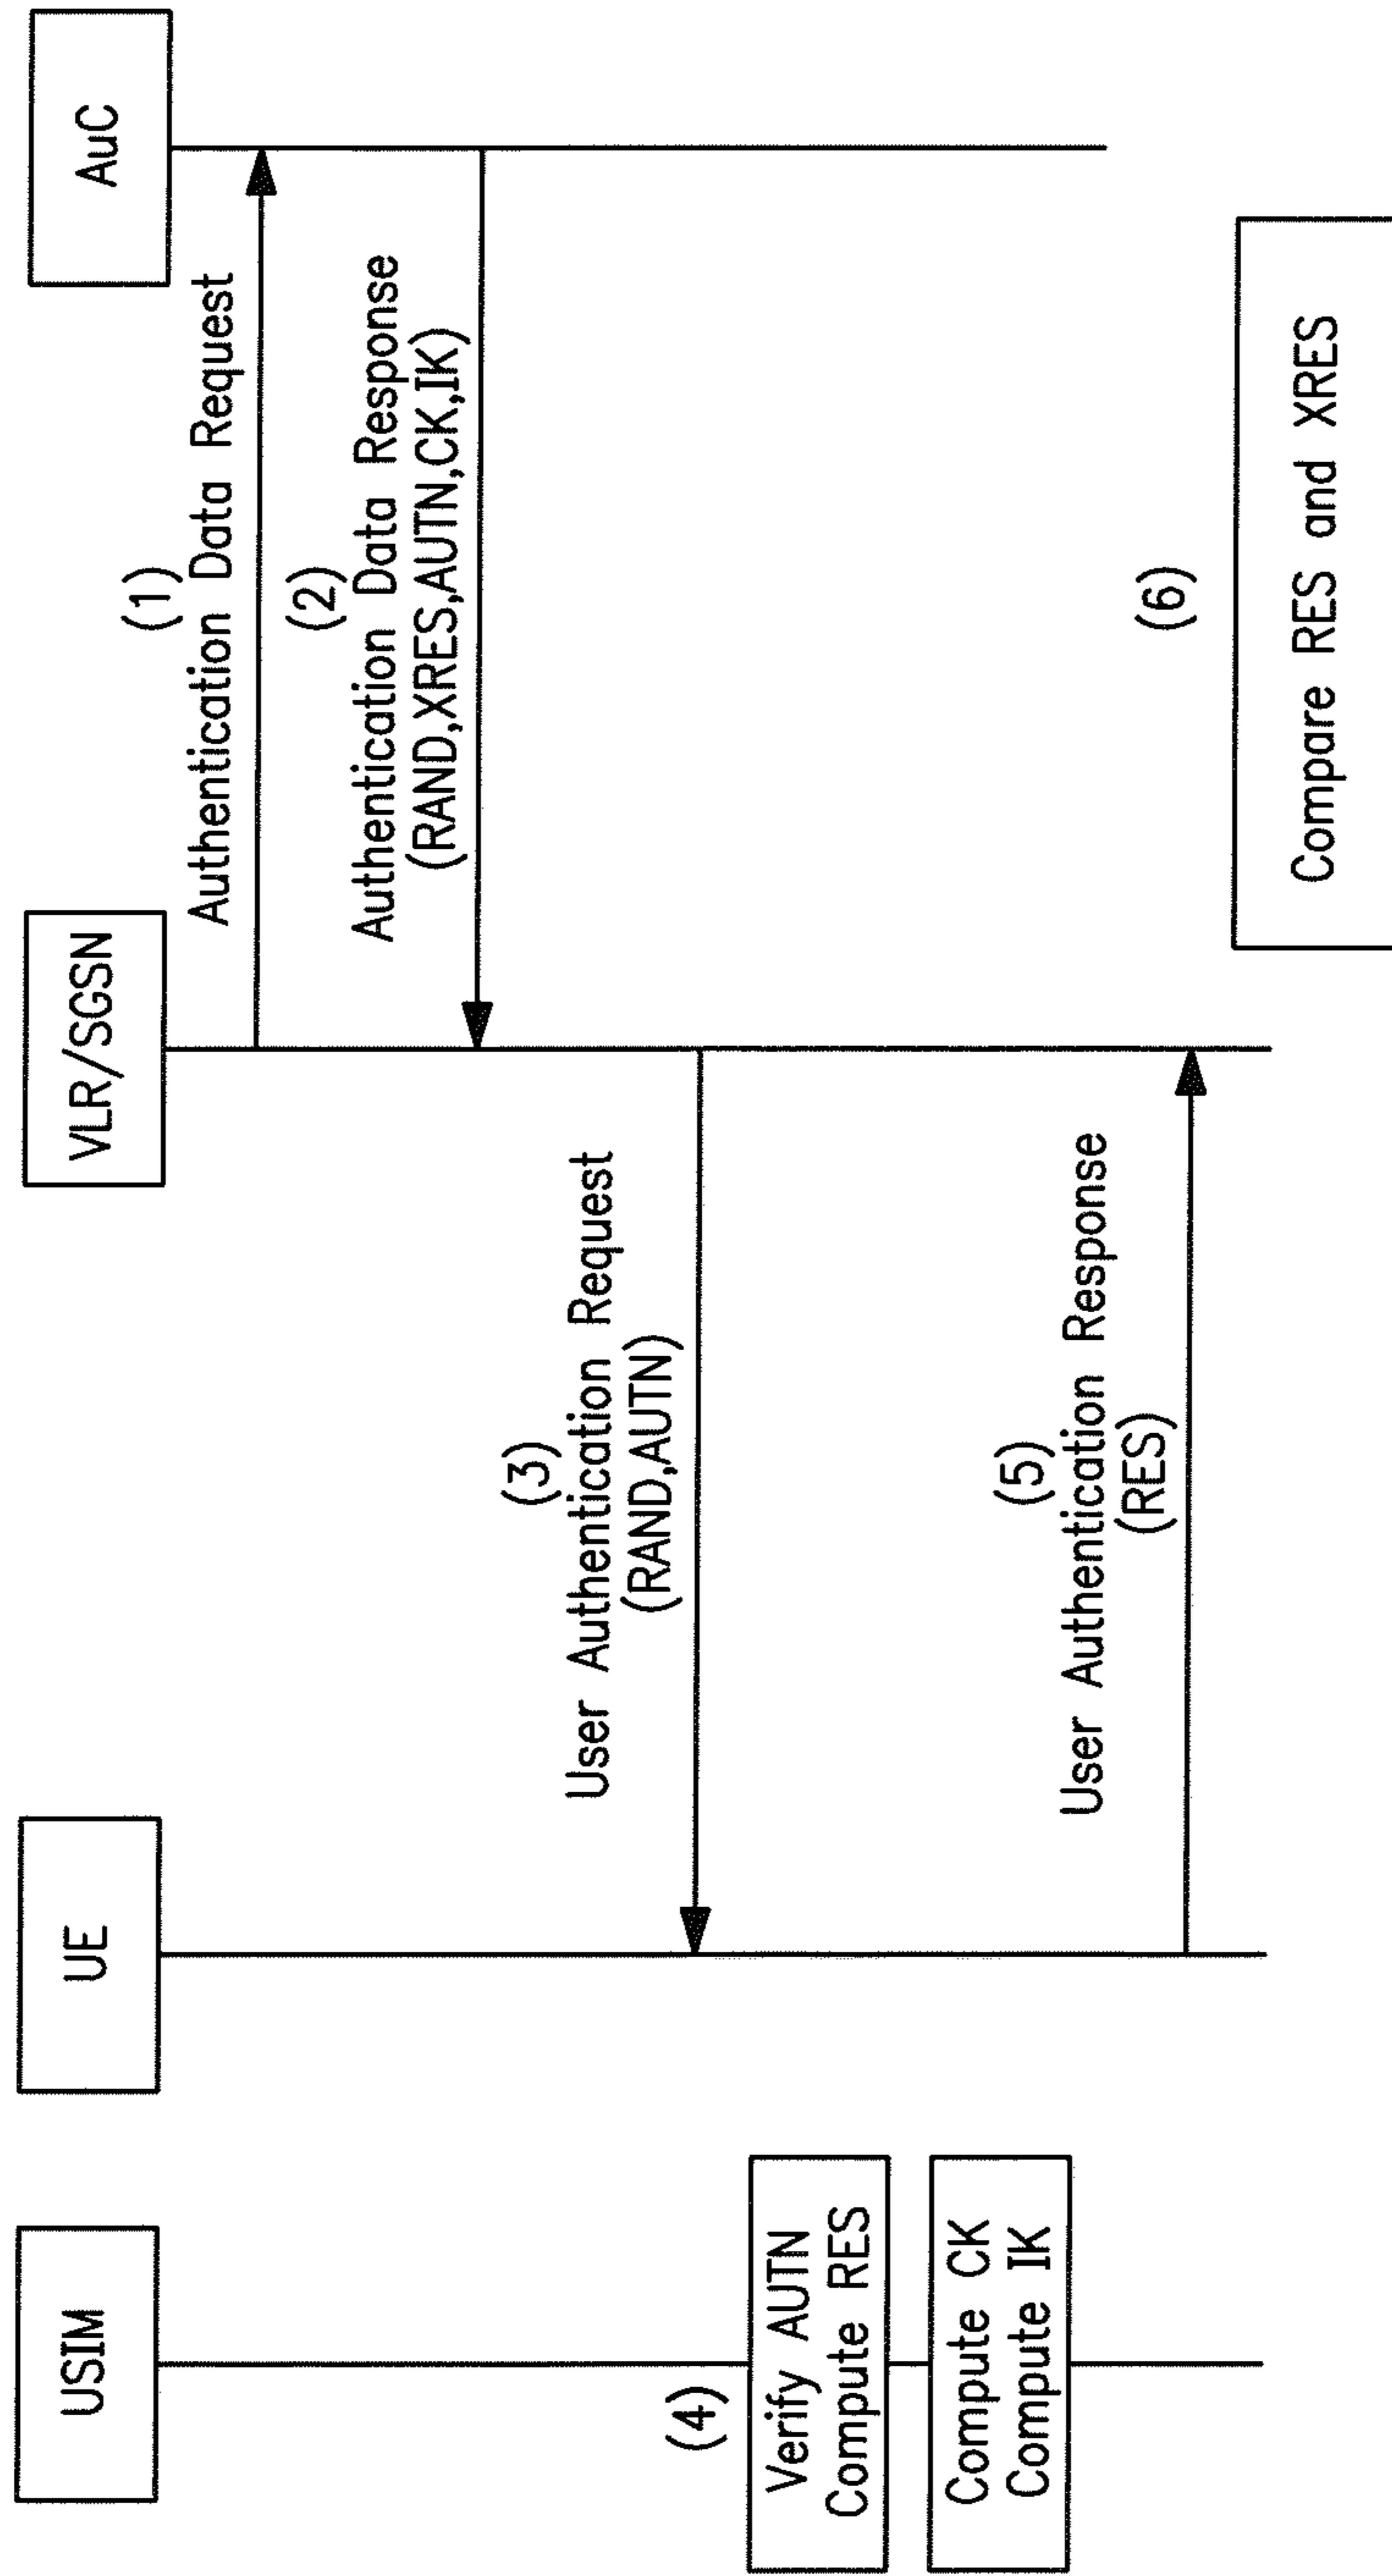 USIM
UE
VLR/SGSN
AuC
(1)
Authentication Data Request
(2)
Authentication Data Response
(RAND,XRES,AUTN,CK,IK)
(3)
User Authentication Request
(RAND,AUTN)
(4)
Verify AUTN
Compute RES
Compute CK
Compute IK
(5)
User Authentication Response
(RES)
(6)
Compare RES and XRES